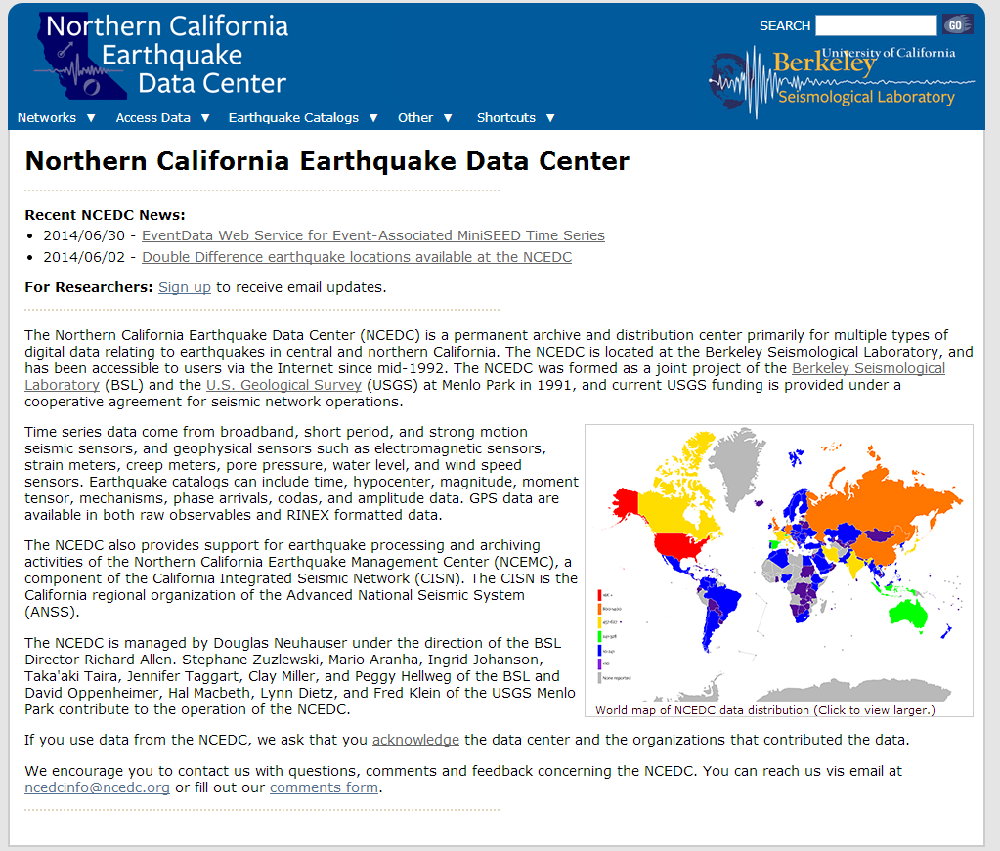 Northern California
Earthquake
Data Center
SEARCH
GO
University of California
Berkeley
Seismological Laboratory
Networks ▼ Access Data ▼ Earthquake Catalogs ▼ Other ▼ Shortcuts ▼
Northern California Earthquake Data Center
Recent NCEDC News:
• 2014/06/30 - EventData Web Service for Event-Associated MiniSEED Time Series
• 2014/06/02 - Double Difference earthquake locations available at the NCEDC
For Researchers: Sign up to receive email updates.
The Northern California Earthquake Data Center (NCEDC) is a permanent archive and distribution center primarily for multiple types of
digital data relating to earthquakes in central and northern California. The NCEDC is located at the Berkeley Seismological Laboratory, and
has been accessible to users via the Internet since mid-1992. The NCEDC was formed as a joint project of the Berkeley Seismological
Laboratory (BSL) and the U.S. Geological Survey (USGS) at Menlo Park in 1991, and current USGS funding is provided under a
cooperative agreement for seismic network operations.
Time series data come from broadband, short period, and strong motion
seismic sensors, and geophysical sensors such as electromagnetic sensors,
strain meters, creep meters, pore pressure, water level, and wind speed
sensors. Earthquake catalogs can include time, hypocenter, magnitude, moment
tensor, mechanisms, phase arrivals, codas, and amplitude data. GPS data are
available in both raw observables and RINEX formatted data.
The NCEDC also provides support for earthquake processing and archiving
activities of the Northern California Earthquake Management Center (NCEMC), a
component of the California Integrated Seismic Network (CISN). The CISN is the
California regional organization of the Advanced National Seismic System
(ANSS).
The NCEDC is managed by Douglas Neuhauser under the direction of the BSL
Director Richard Allen. Stephane Zuzlewski, Mario Aranha, Ingrid Johanson,
Taka'aki Taira, Jennifer Taggart, Clay Miller, and Peggy Hellweg of the BSL and
David Oppenheimer, Hal Macbeth, Lynn Dietz, and Fred Klein of the USGS Menlo
Park contribute to the operation of the NCEDC.
None reported
World map of NCEDC data distribution (Click to view larger.)
If you use data from the NCEDC, we ask that you acknowledge the data center and the organizations that contributed the data.
We encourage you to contact us with questions, comments and feedback concerning the NCEDC. You can reach us vis email at
ncedcinfo@ncedc.org or fill out our comments form.